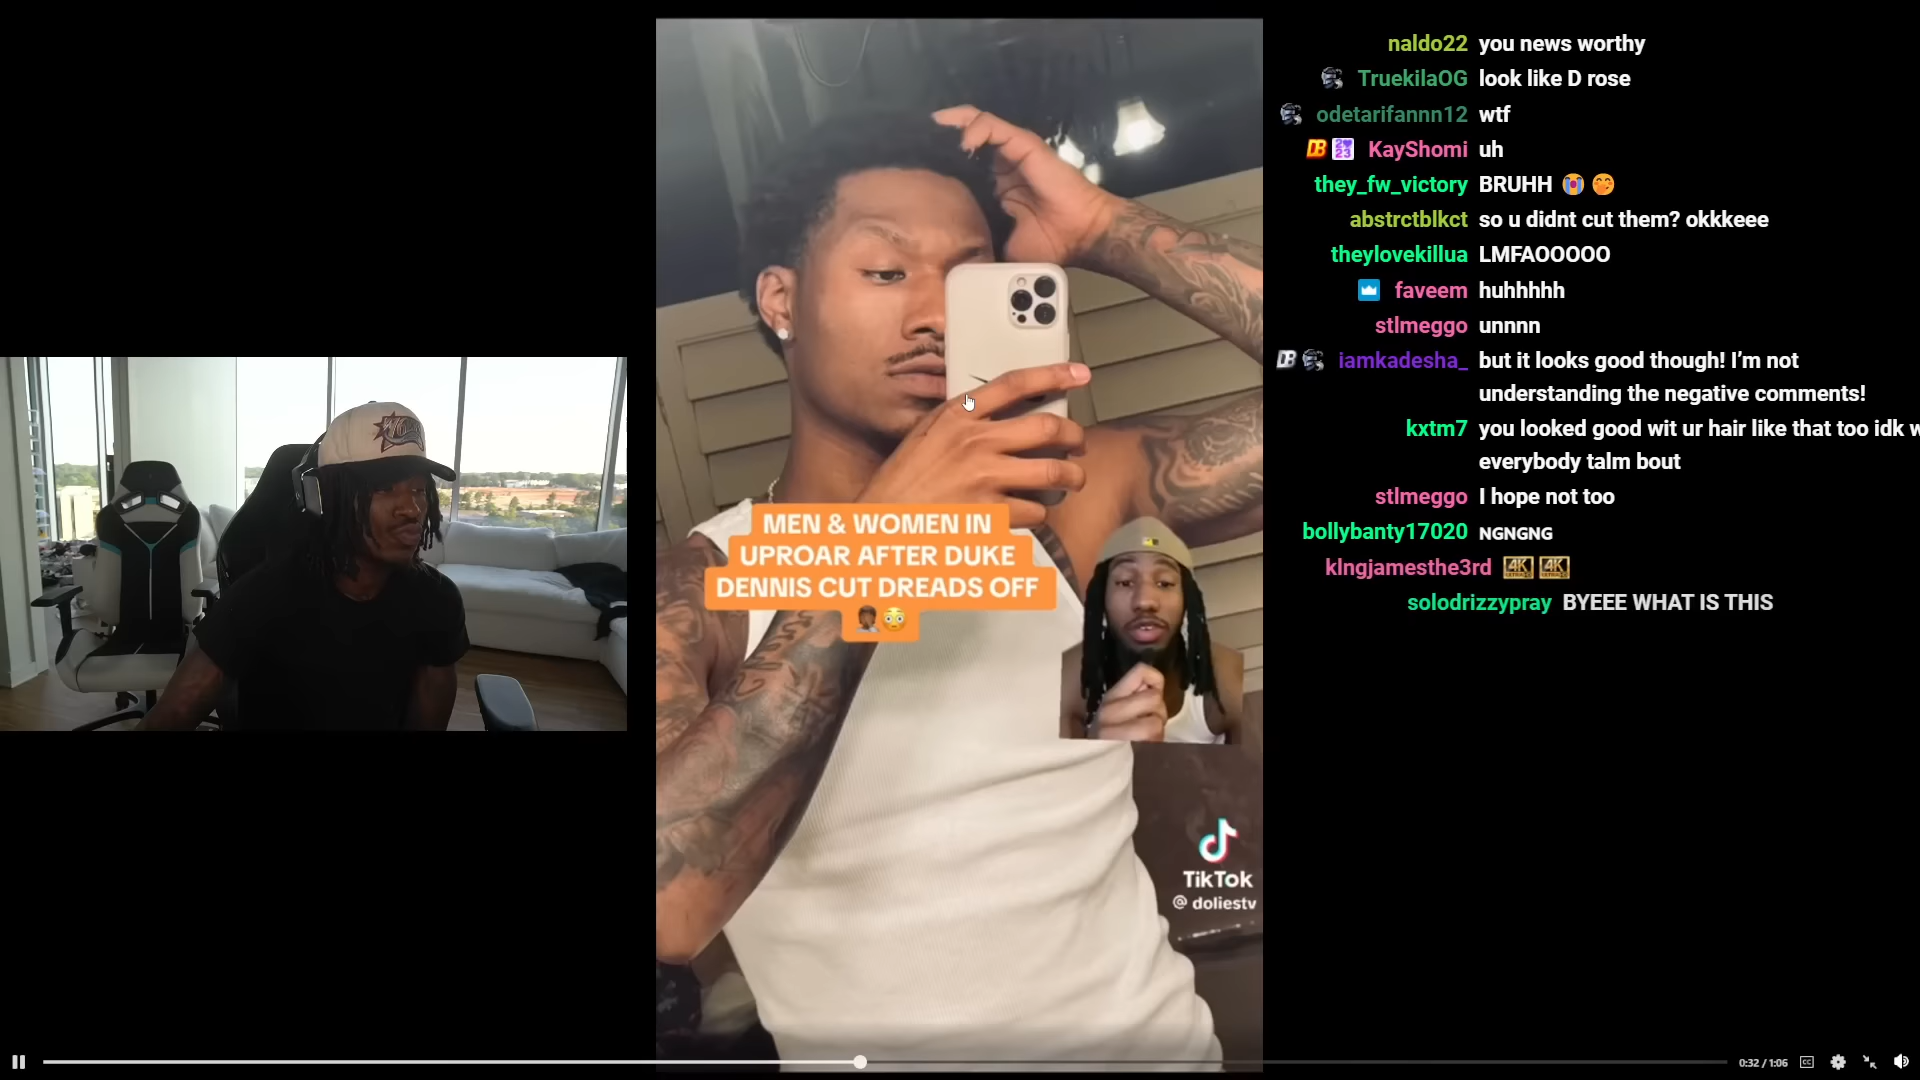 naldo22 you news worthy
TruekilaOG look like D rose
odetarifannn12 wtf
KayShomi uh
they_fw_victory BRUHH 😭 🤭
abstrctblkct so u didnt cut them? okkkeee
theylovekillua LMFAOOOOO
faveem huhhhhh
stlmeggo unnnn
iamkadesha_ but it looks good though! I'm not
understanding the negative comments!
kxtm7 you looked good wit ur hair like that too idk w
everybody talm bout
stlmeggo I hope not too
bollybanty17020 NGNGNG
klngjamesthe3rd 4K 4K
solodrizzypray BYEEE WHAT IS THIS
MEN & WOMEN IN
UPROAR AFTER DUKE
DENNIS CUT DREADS OFF
TikTok
@ doliestv
0:32 / 1:06